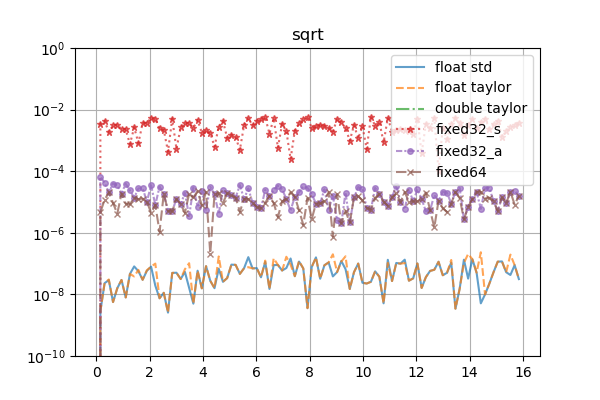 sqrt
10^0
10^-2
10^-4
10^-6
10^-8
10^-10
0 2 4 6 8 10 12 14 16
float std
float taylor
double taylor
fixed32_s
fixed32_a
fixed64